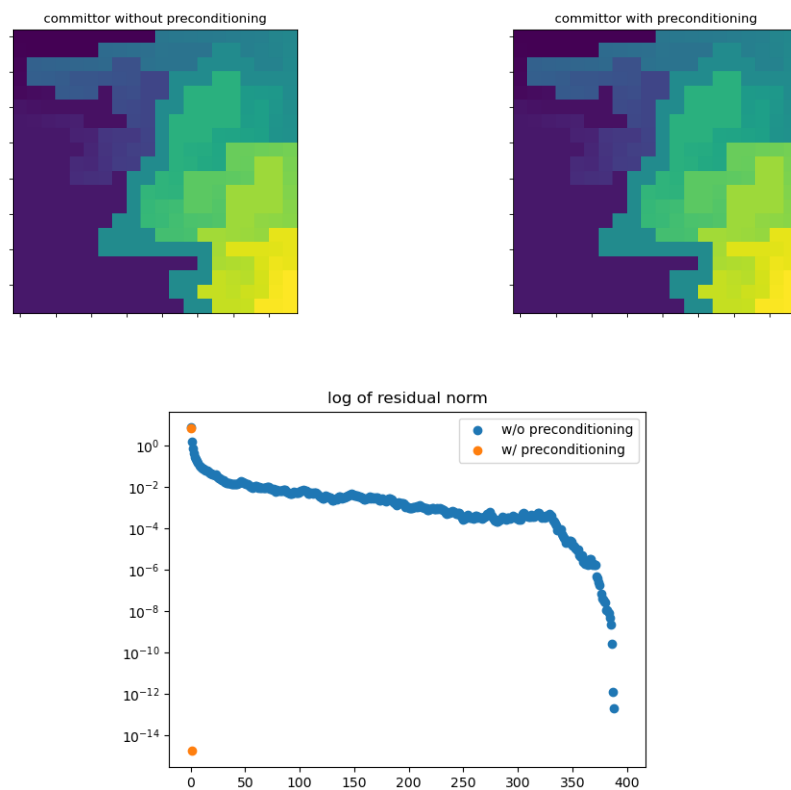 committor without preconditioning
committor with preconditioning
log of residual norm
w/o preconditioning
w/ preconditioning
10^0
10^-2
10^-4
10^-6
10^-8
10^-10
10^-12
10^-14
0 50 100 150 200 250 300 350 400